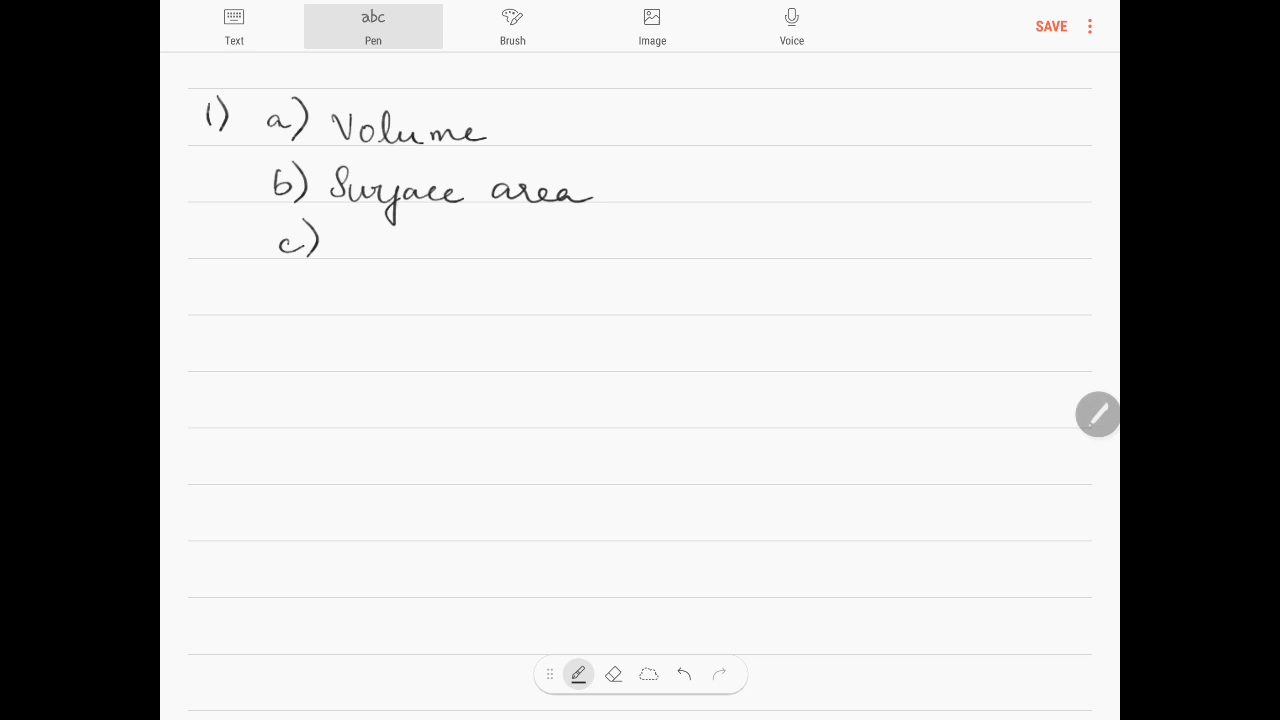 Text Pen Brush Image Voice SAVE
abc
1) a) Volume
b) Surface area
c)